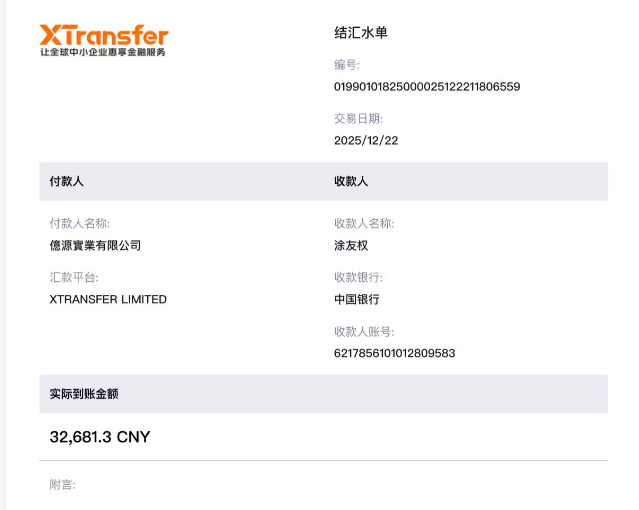 XTransfer
让全球中小企业惠享金融服务
结汇水单
编号:
01990101825000025122211806559
交易日期:
2025/12/22
付款人
收款人
付款人名称:
億源實業有限公司
汇款平台:
XTRANSFER LIMITED
收款人名称:
涂友权
收款银行:
中国银行
收款人账号:
6217856101012809583
实际到账金额
32,681.3 CNY
附言: